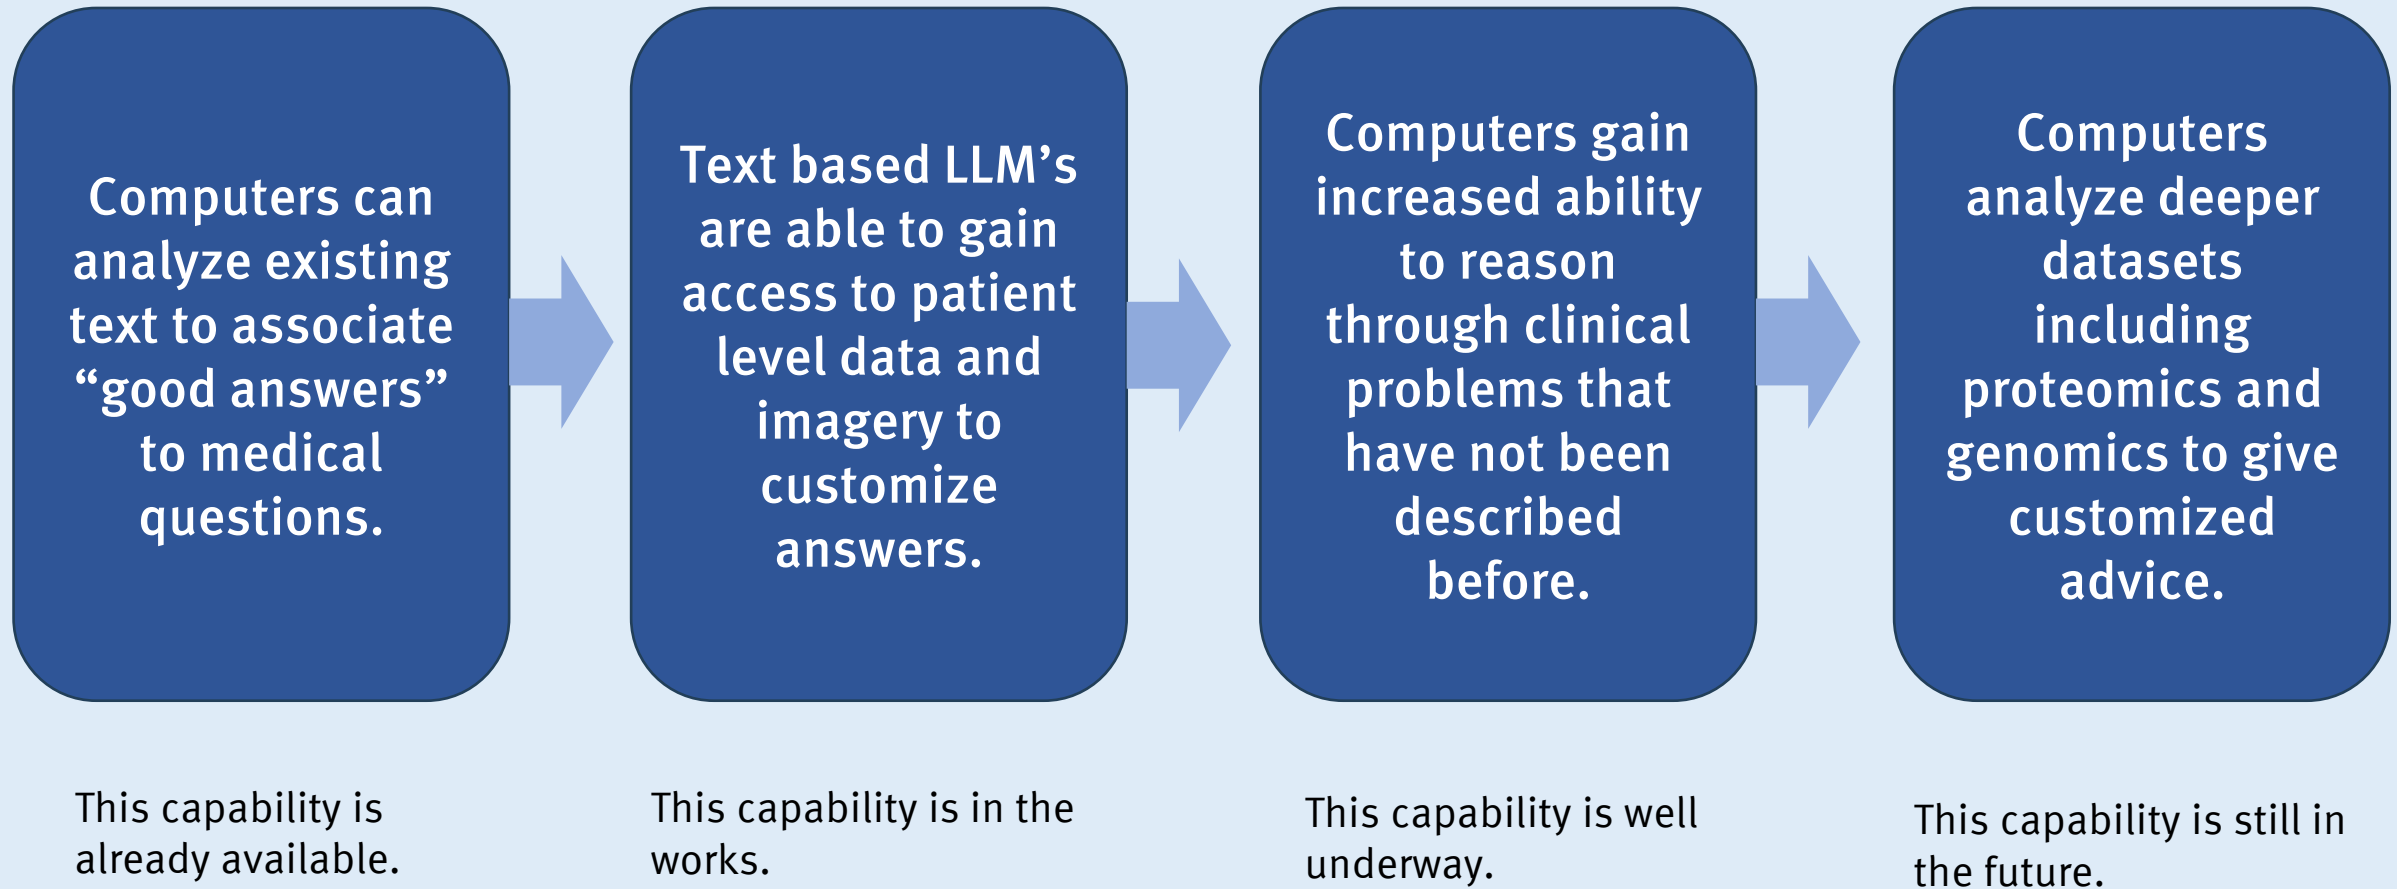 Computers can
analyze existing
text to associate
“good answers”
to medical
questions.
Text based LLM’s
are able to gain
access to patient
level data and
imagery to
customize
answers.
Computers gain
increased ability
to reason
through clinical
problems that
have not been
described
before.
Computers
analyze deeper
datasets
including
proteomics and
genomics to give
customized
advice.
This capability is
already available.
This capability is in the
works.
This capability is well
underway.
This capability is still in
the future.